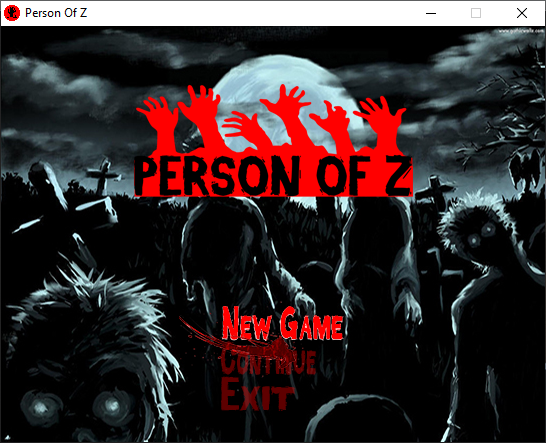 Person Of Z
PERSON OF Z
NEW GAME
CONTINUE
EXIT